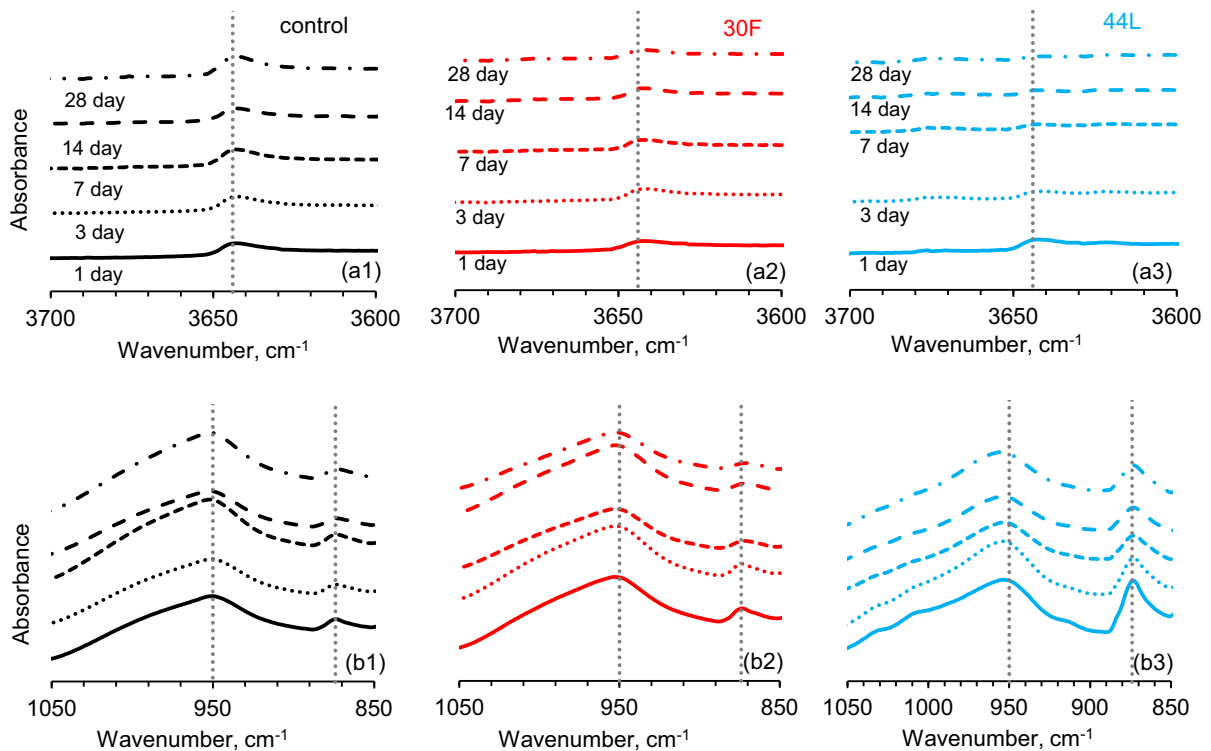 control
28 day
14 day
7 day
3 day
1 day
(a1)
3700 3650 3600
Wavenumber, cm-1
Absorbance
30F
28 day
14 day
7 day
3 day
1 day
(a2)
3700 3650 3600
Wavenumber, cm-1
44L
28 day
14 day
7 day
3 day
1 day
(a3)
3700 3650 3600
Wavenumber, cm-1
Absorbance
(b1)
1050 950 850
Wavenumber, cm-1
(b2)
1050 950 850
Wavenumber, cm-1
(b3)
1050 1000 950 900 850
Wavenumber, cm-1